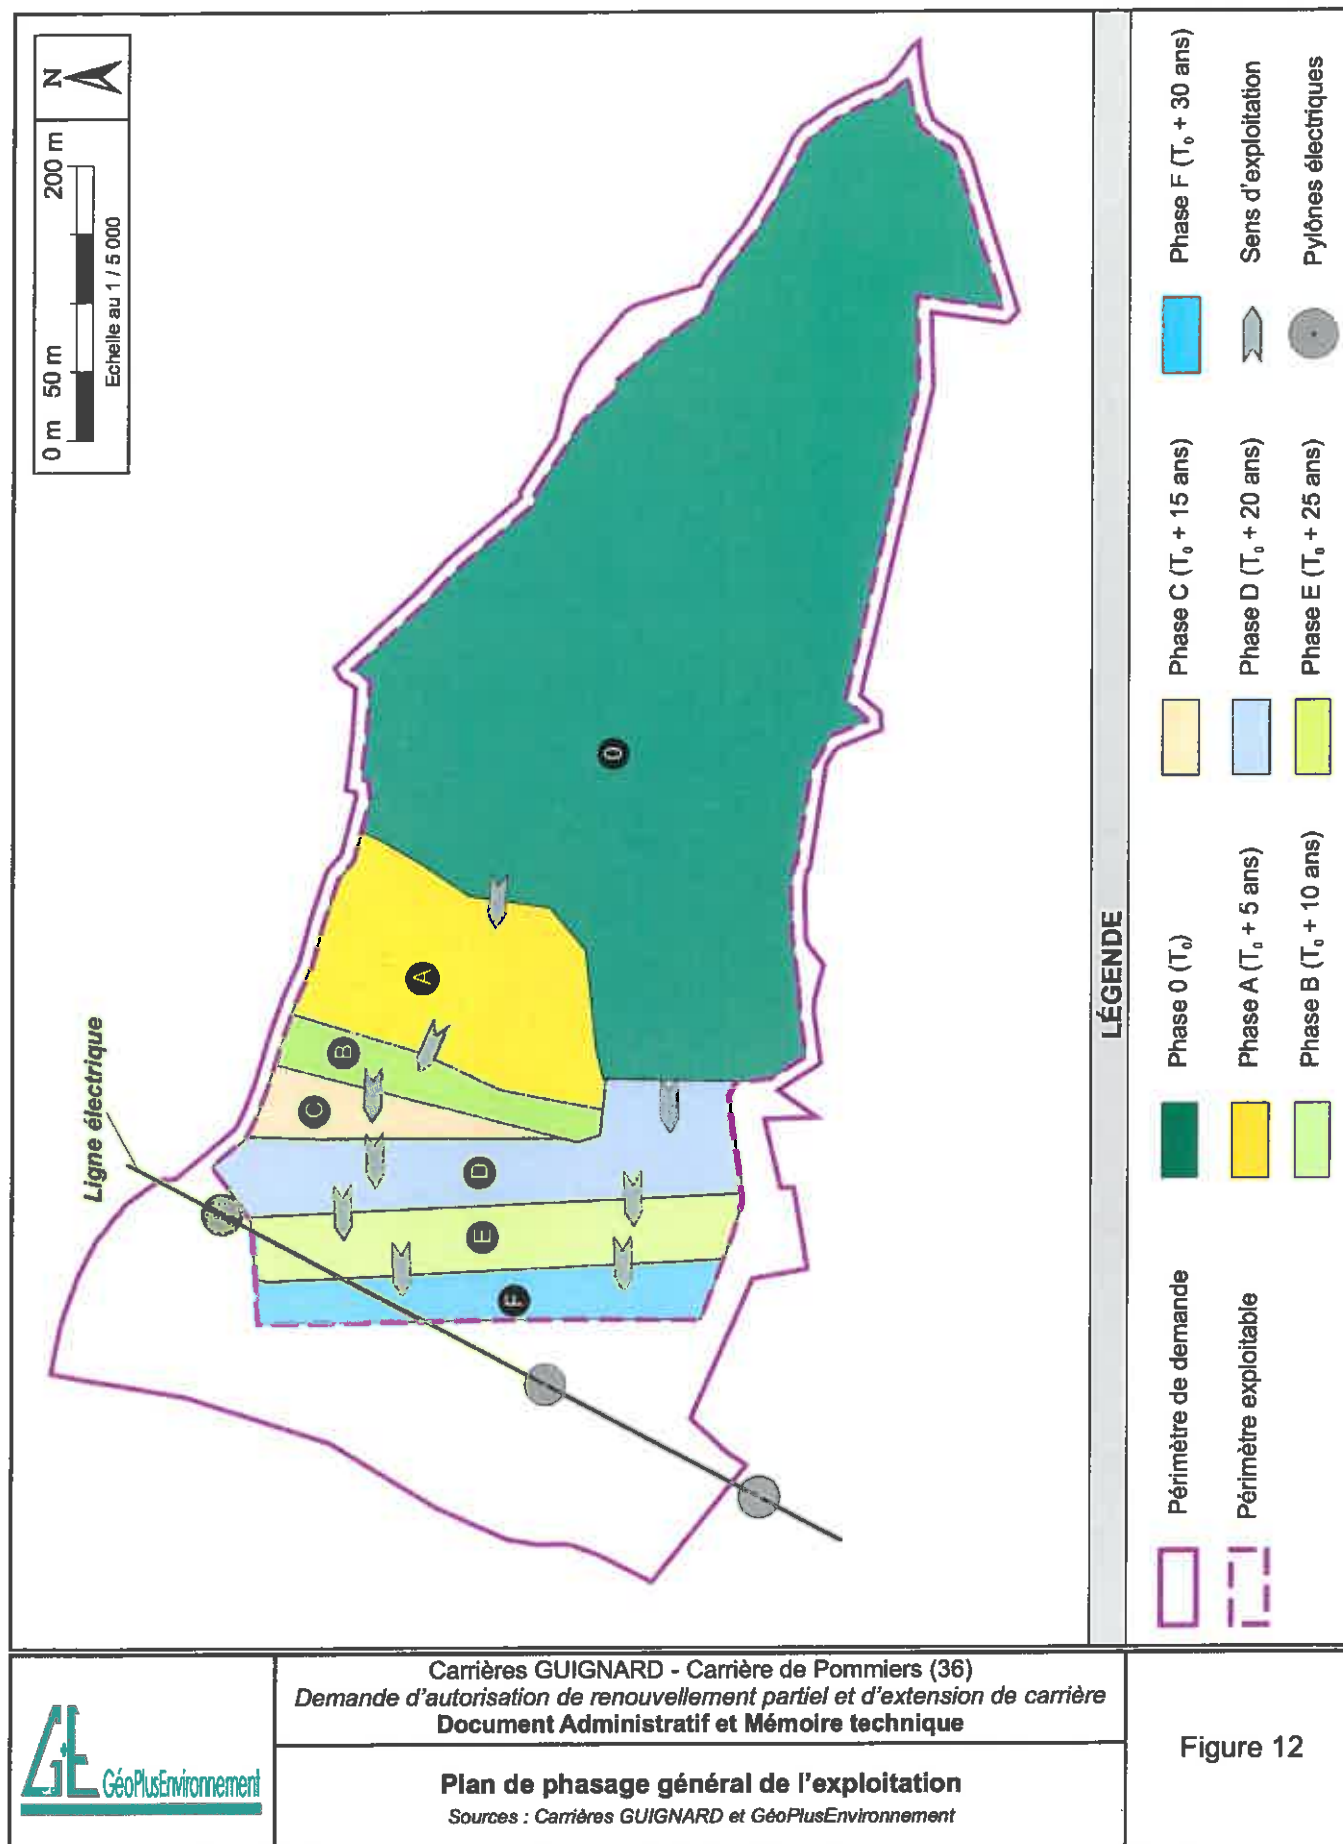 N
0 m 50 m 200 m
Echelle au 1 / 5 000
Ligne électrique
0
A
B
C
D
E
F
LÉGENDE
Périmètre de demande
Périmètre exploitable
Phase 0 (T₀)
Phase A (T₀ + 5 ans)
Phase B (T₀ + 10 ans)
Phase C (T₀ + 15 ans)
Phase D (T₀ + 20 ans)
Phase E (T₀ + 25 ans)
Phase F (T₀ + 30 ans)
Sens d'exploitation
Pylônes électriques
G+E GéoPlusEnvironnement
Carrières GUIGNARD - Carrière de Pommiers (36)
Demande d'autorisation de renouvellement partiel et d'extension de carrière
Document Administratif et Mémoire technique
Plan de phasage général de l'exploitation
Sources : Carrières GUIGNARD et GéoPlusEnvironnement
Figure 12